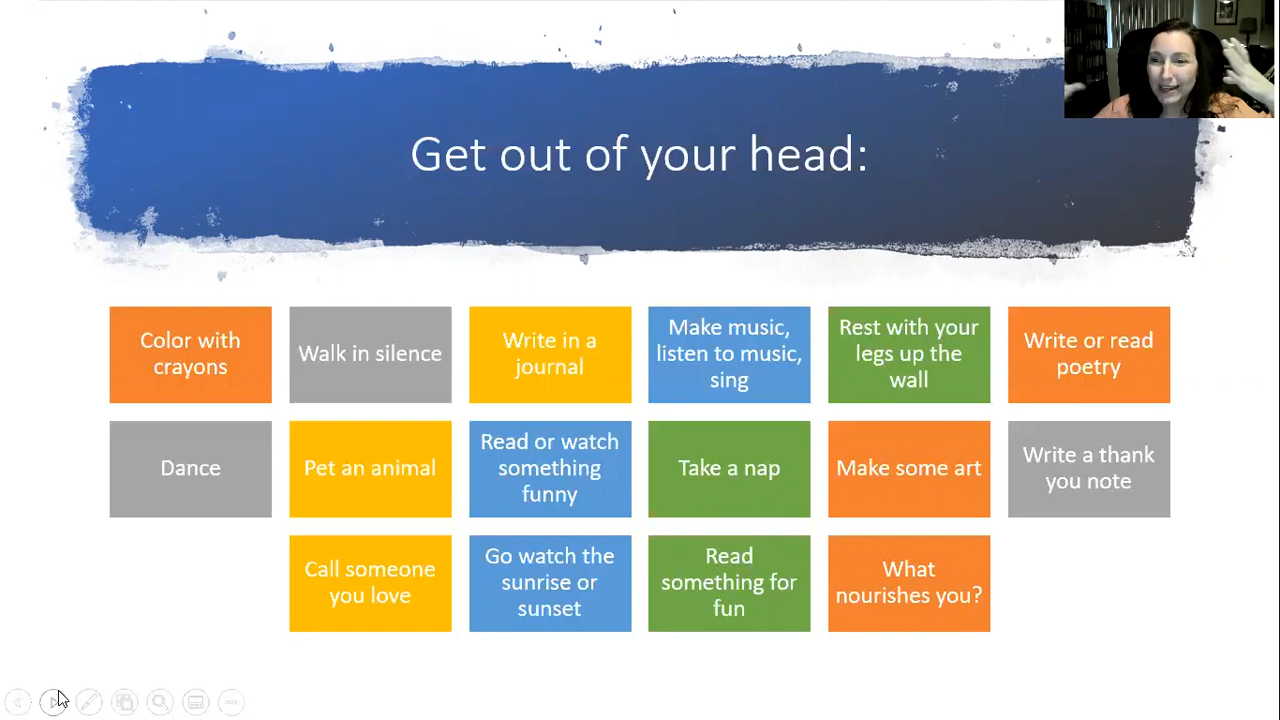 Get out of your head:
Color with
crayons
Walk in silence
Write in a
journal
Make music,
listen to music,
sing
Rest with your
legs up the
wall
Write or read
poetry
Dance
Pet an animal
Read or watch
something
funny
Take a nap
Make some art
Write a thank
you note
Call someone
you love
Go watch the
sunrise or
sunset
Read
something for
fun
What
nourishes you?